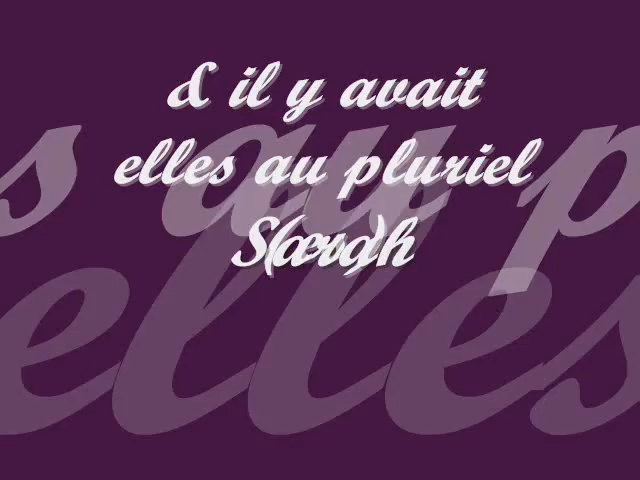 & il y avait
elles au pluriel
s au p
elles